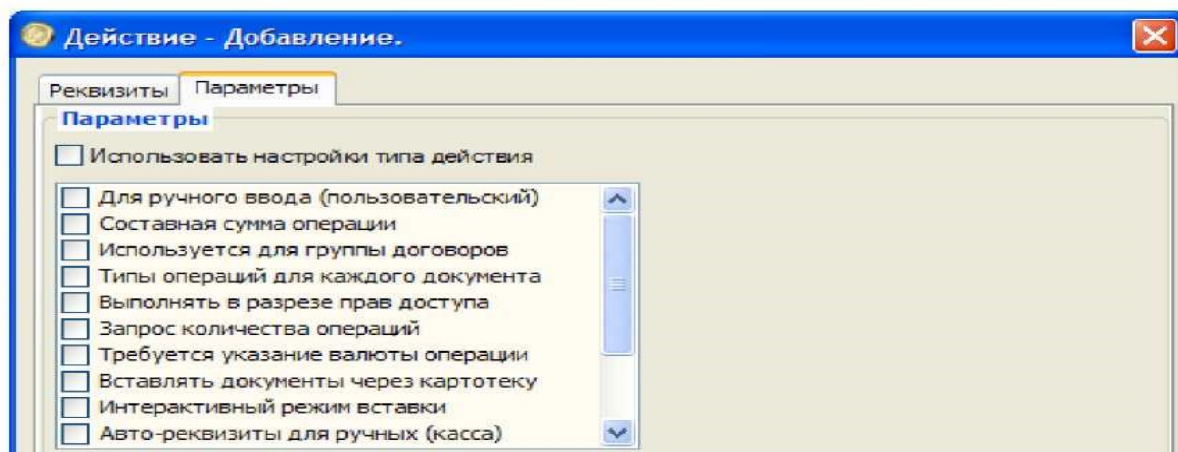 Действие - Добавление.
Реквизиты Параметры
Параметры
Использовать настройки типа действия
Для ручного ввода (пользовательский)
Составная сумма операции
Используется для группы договоров
Типы операций для каждого документа
Выполнять в разрезе прав доступа
Запрос количества операций
Требуется указание валюты операции
Вставлять документы через картотеку
Интерактивный режим вставки
Авто-реквизиты для ручных (касса)